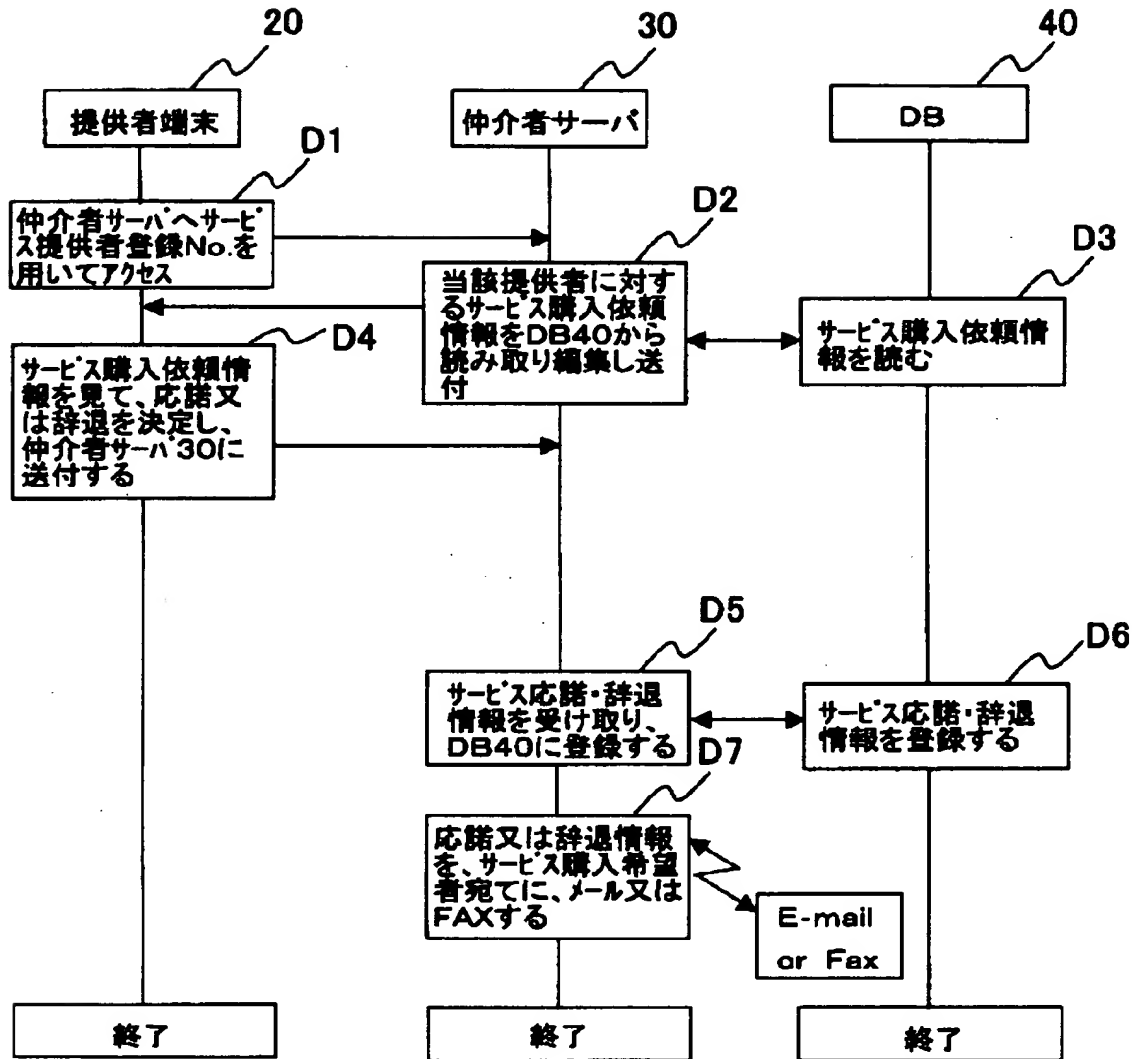 20
30
40
提供者端末
仲介者サーバ
DB
D1
仲介者サーバへサービ
ス提供者登録No.を
用いてアクセス
D2
当該提供者に対す
るサービス購入依頼
情報をDB40から
読み取り編集し送
付
D3
サービス購入依頼情
報を読む
D4
サービス購入依頼情
報を見て、応諾又
は辞退を決定し、
仲介者サーバ30に
送付する
D5
サービス応諾・辞退
情報を受け取り、
DB40に登録する
D6
サービス応諾・辞退
情報を登録する
D7
応諾又は辞退情報
を、サービス購入希望
者宛てに、メール又は
FAXする
E-mail
or Fax
終了
終了
終了